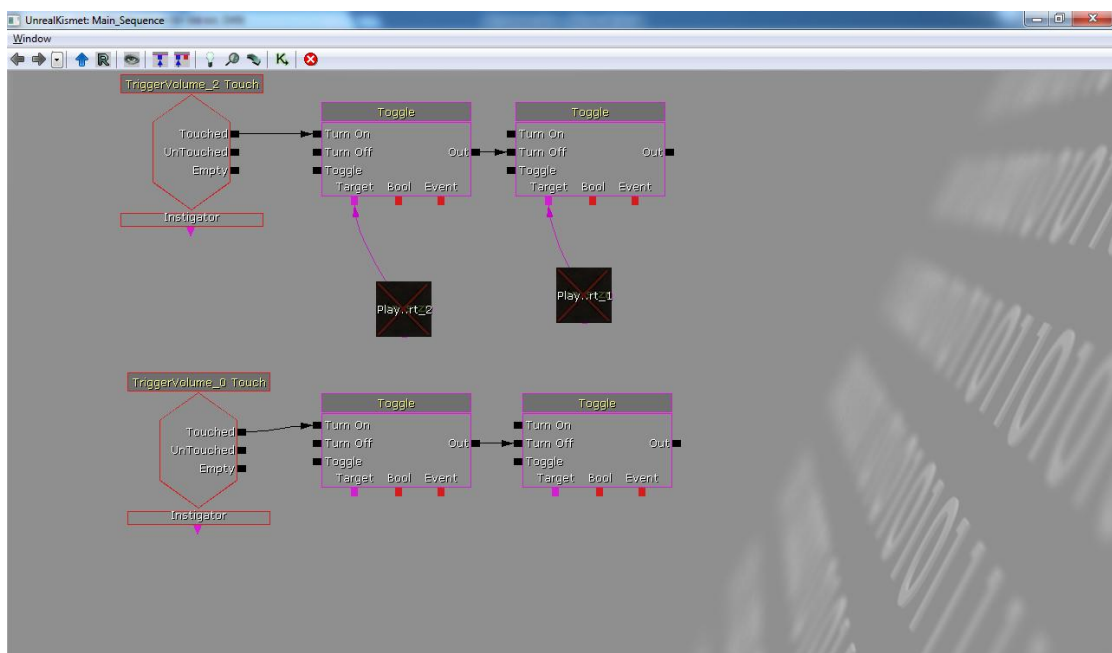 UnrealKismet: Main_Sequence
Window
R K
TriggerVolume_2 Touch
Touched
UnTouched
Empty
Instigator
Toggle
Turn On
Turn Off Out
Toggle
Target Bool Event
Toggle
Turn On
Turn Off Out
Toggle
Target Bool Event
Play..rt_2
Play..rt_1
TriggerVolume_0 Touch
Touched
UnTouched
Empty
Instigator
Toggle
Turn On
Turn Off Out
Toggle
Target Bool Event
Toggle
Turn On
Turn Off Out
Toggle
Target Bool Event